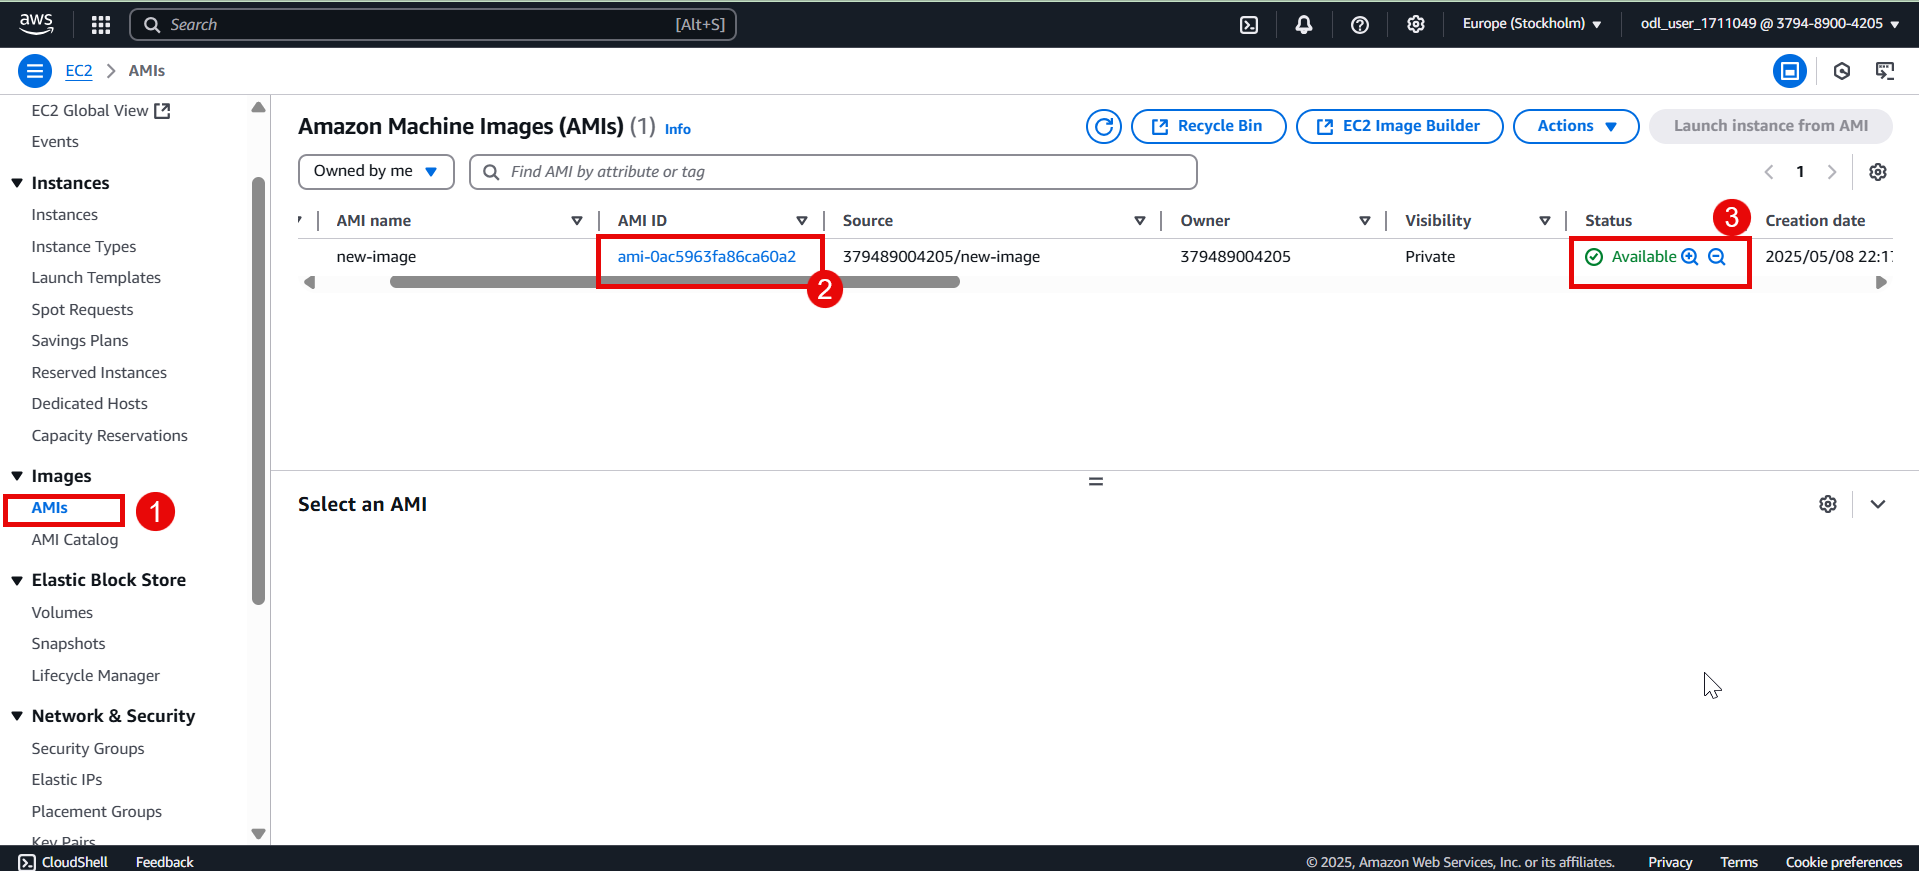 aws
Search [Alt+S]
Europe (Stockholm)
odl_user_1711049 @ 3794-8900-4205
EC2 > AMIs
EC2 Global View
Events
Instances
Instances
Instance Types
Launch Templates
Spot Requests
Savings Plans
Reserved Instances
Dedicated Hosts
Capacity Reservations
Images
AMIs
1
AMI Catalog
Elastic Block Store
Volumes
Snapshots
Lifecycle Manager
Network & Security
Security Groups
Elastic IPs
Placement Groups
Key Pairs
Amazon Machine Images (AMIs) (1) Info
Recycle Bin
EC2 Image Builder
Actions
Launch instance from AMI
Owned by me
Find AMI by attribute or tag
1
AMI name AMI ID Source Owner Visibility Status 3 Creation date
new-image ami-0ac5963fa86ca60a2 379489004205/new-image 379489004205 Private Available 2025/05/08 22:17
2
Select an AMI
CloudShell Feedback
© 2025, Amazon Web Services, Inc. or its affiliates. Privacy Terms Cookie preferences